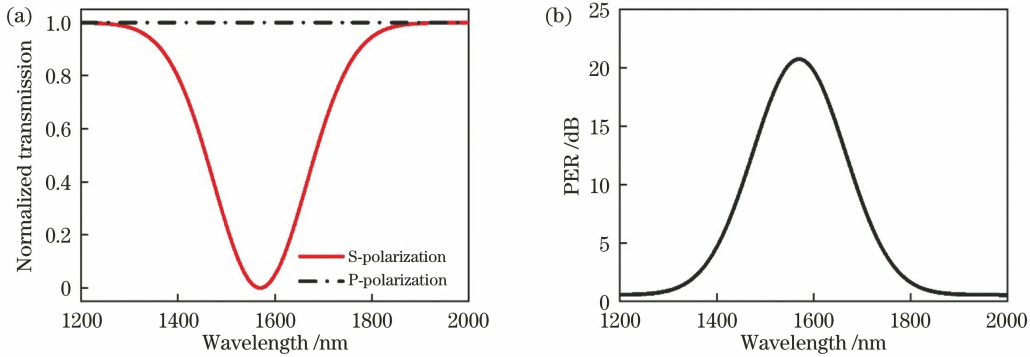 (a)
Normalized transmission
1.0
0.8
0.6
0.4
0.2
0
S-polarization
P-polarization
1200 1400 1600 1800 2000
Wavelength /nm
(b)
PER /dB
25
20
15
10
5
0
1200 1400 1600 1800 2000
Wavelength /nm